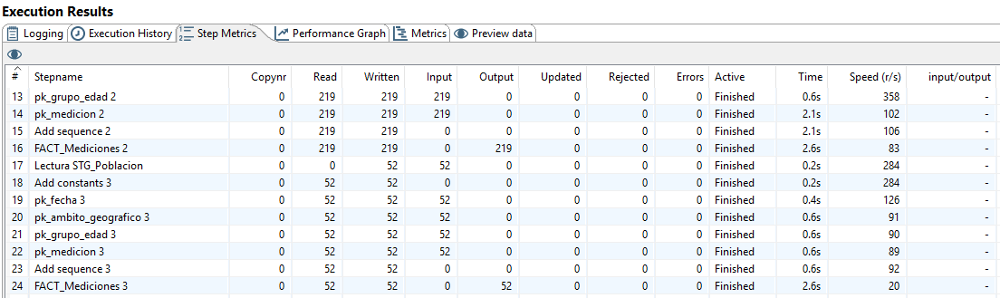 Execution Results
Logging Execution History Step Metrics Performance Graph Metrics Preview data
# Stepname Copynr Read Written Input Output Updated Rejected Errors Active Time Speed (r/s) input/output
13 pk_grupo_edad 2 0 219 219 219 0 0 0 0 Finished 0.6s 358 -
14 pk_medicion 2 0 219 219 219 0 0 0 0 Finished 2.1s 102 -
15 Add sequence 2 0 219 219 0 0 0 0 0 Finished 2.1s 106 -
16 FACT_Mediciones 2 0 219 219 0 219 0 0 0 Finished 2.6s 83 -
17 Lectura STG_Poblacion 0 0 52 52 0 0 0 0 Finished 0.2s 284 -
18 Add constants 3 0 52 52 0 0 0 0 0 Finished 0.2s 284 -
19 pk_fecha 3 0 52 52 52 0 0 0 0 Finished 0.4s 126 -
20 pk_ambito_geografico 3 0 52 52 52 0 0 0 0 Finished 0.6s 91 -
21 pk_grupo_edad 3 0 52 52 52 0 0 0 0 Finished 0.6s 90 -
22 pk_medicion 3 0 52 52 52 0 0 0 0 Finished 0.6s 89 -
23 Add sequence 3 0 52 52 0 0 0 0 0 Finished 0.6s 92 -
24 FACT_Mediciones 3 0 52 52 0 52 0 0 0 Finished 2.6s 20 -